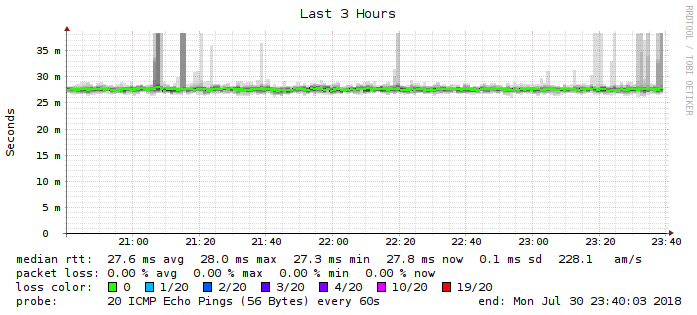 Last 3 Hours
RRDTOOL / TOBI OETIKER
Seconds
35 m
30 m
25 m
20 m
15 m
10 m
5 m
0
21:00 21:20 21:40 22:00 22:20 22:40 23:00 23:20 23:40
median rtt: 27.6 ms avg 28.0 ms max 27.3 ms min 27.8 ms now 0.1 ms sd 228.1 am/s
packet loss: 0.00 % avg 0.00 % max 0.00 % min 0.00 % now
loss color: 0 1/20 2/20 3/20 4/20 10/20 19/20
probe: 20 ICMP Echo Pings (56 Bytes) every 60s end: Mon Jul 30 23:40:03 2018